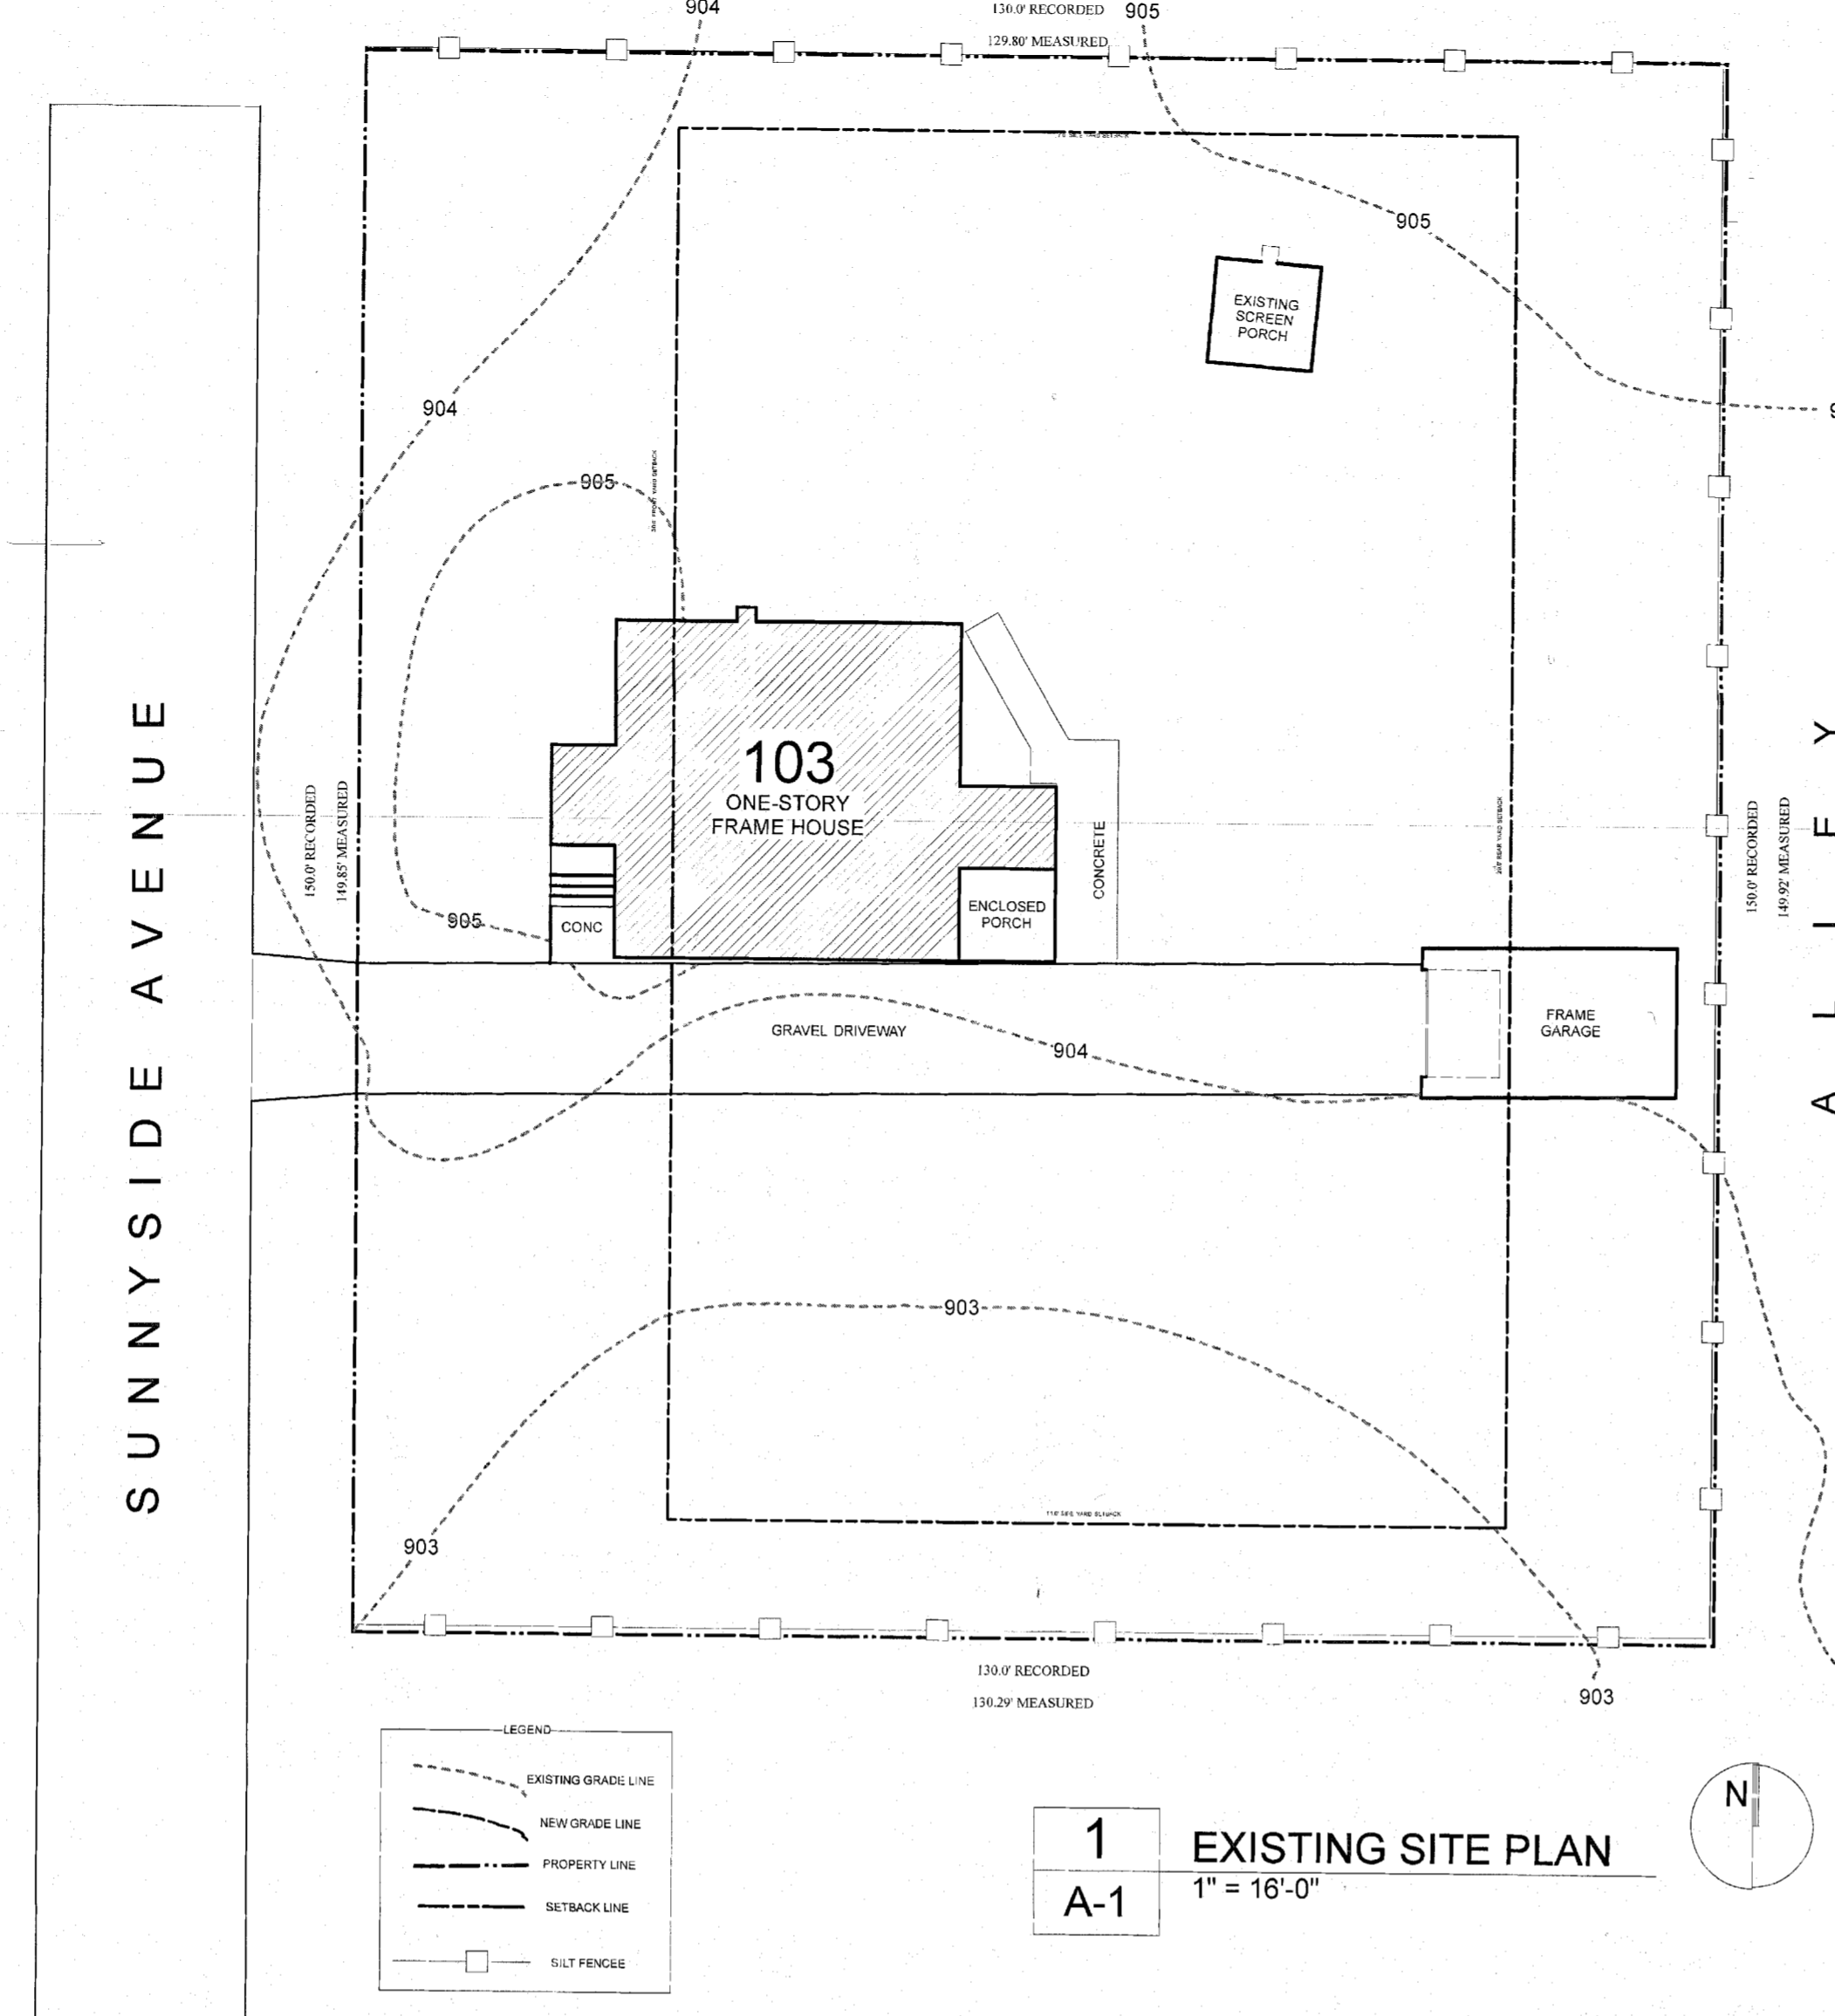 904
130.0' RECORDED
905
129.80' MEASURED
905
904
905
EXISTING
SCREEN
PORCH
SUNNYSIDE AVENUE
150.0' RECORDED
149.85' MEASURED
103
ONE-STORY
FRAME HOUSE
905
CONC
ENCLOSED
PORCH
CONCRETE
GRAVEL DRIVEWAY
904
FRAME
GARAGE
150.0' RECORDED
149.92' MEASURED
ALLEY
903
903
130.0' RECORDED
130.29' MEASURED
903
LEGEND
EXISTING GRADE LINE
NEW GRADE LINE
PROPERTY LINE
SETBACK LINE
SILT FENCEE
1
A-1
EXISTING SITE PLAN
1" = 16'-0"
N